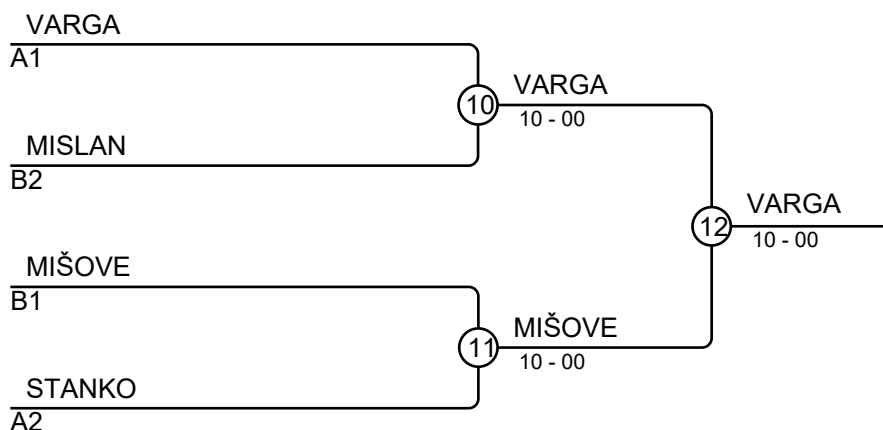 VARGA
A1
10
VARGA
10 - 00
MISLAN
B2
12
VARGA
10 - 00
MIŠOVE
B1
11
MIŠOVE
10 - 00
STANKO
A2